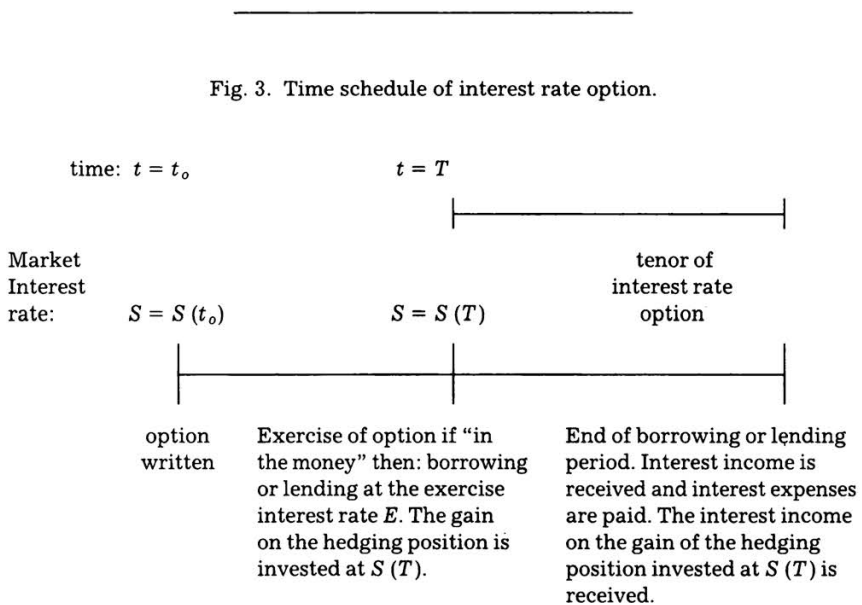 Fig. 3. Time schedule of interest rate option.
time: t = t_o
t = T
Market
Interest
rate:
S = S (t_o)
S = S (T)
tenor of
interest rate
option
option
written
Exercise of option if “in
the money” then: borrowing
or lending at the exercise
interest rate E. The gain
on the hedging position is
invested at S (T).
End of borrowing or lending
period. Interest income is
received and interest expenses
are paid. The interest income
on the gain of the hedging
position invested at S (T) is
received.